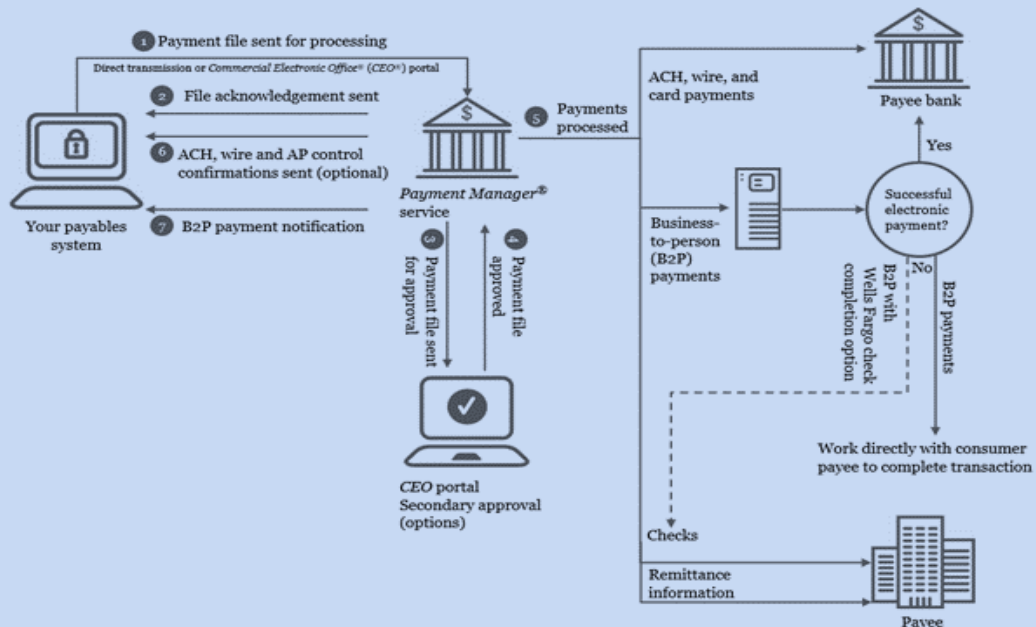 1 Payment file sent for processing
Direct transmission or Commercial Electronic Office® (CEO®) portal
2 File acknowledgement sent
6 ACH, wire and AP control
confirmations sent (optional)
7 B2P payment notification
Your payables
system
$
Payment Manager®
service
3 Payment file sent
for approval
4 Payment file
approved
CEO portal
Secondary approval
(options)
5 Payments
processed
ACH, wire, and
card payments
$
Payee bank
Yes
Successful
electronic
payment?
No
Business-
to-person
(B2P)
payments
B2P with
Wells Fargo check
completion option
B2P payments
Work directly with consumer
payee to complete transaction
Checks
Remittance
information
Payee